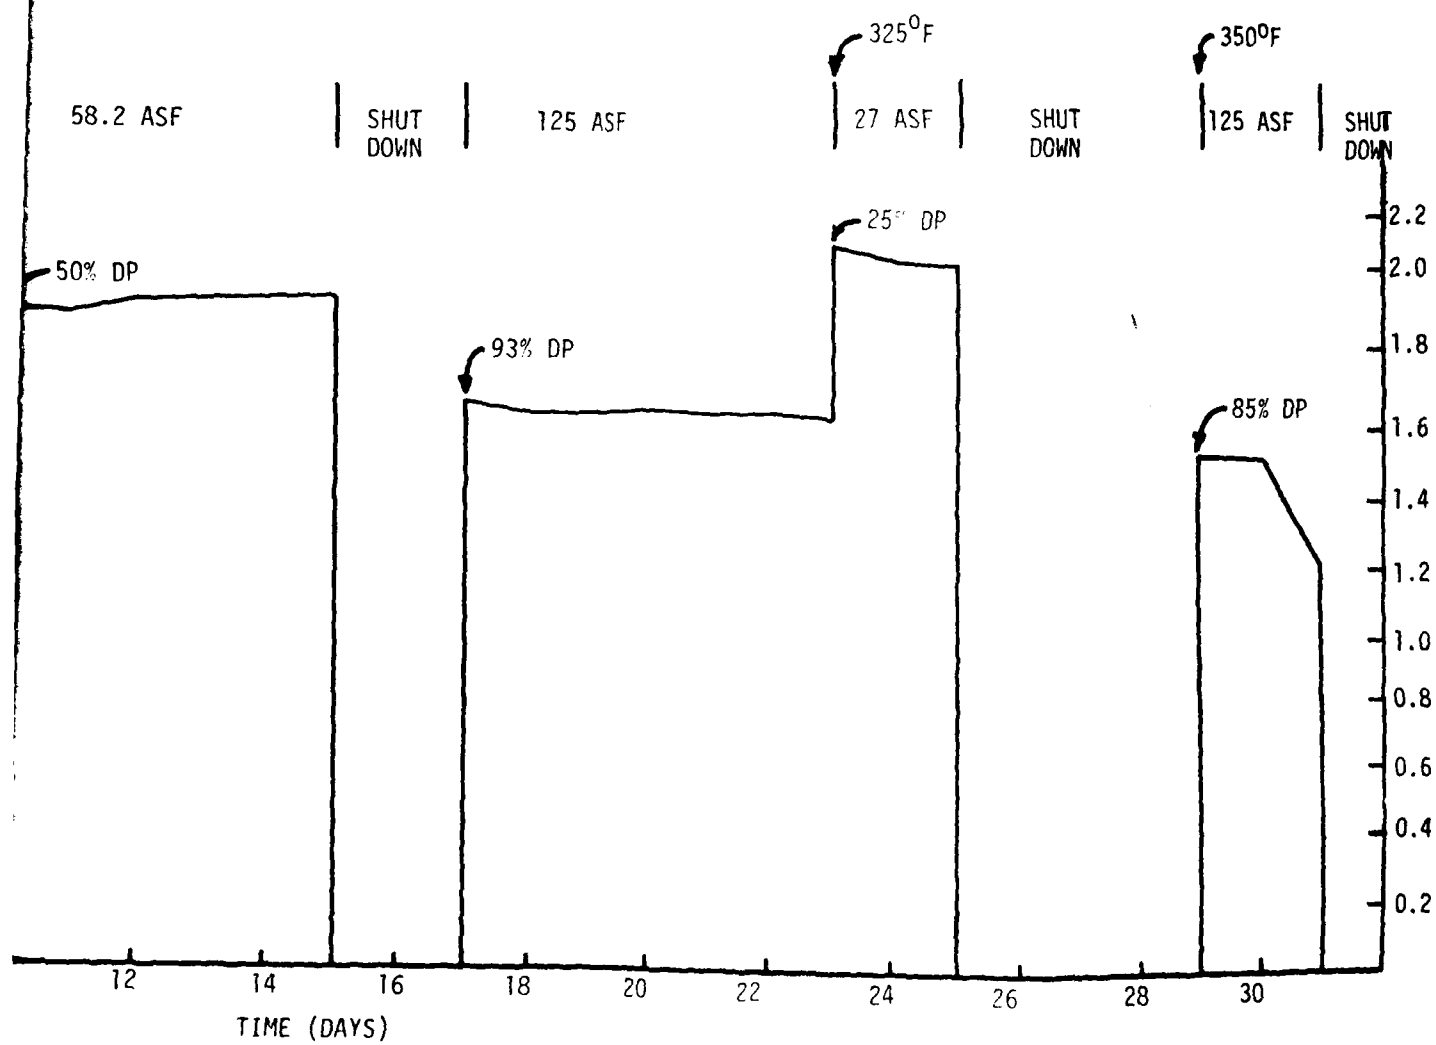 325°F
350°F
58.2 ASF
SHUT
DOWN
125 ASF
27 ASF
SHUT
DOWN
125 ASF
SHUT
DOWN
25% DP
50% DP
93% DP
85% DP
2.2
2.0
1.8
1.6
1.4
1.2
1.0
0.8
0.6
0.4
0.2
12 14 16 18 20 22 24 26 28 30
TIME (DAYS)